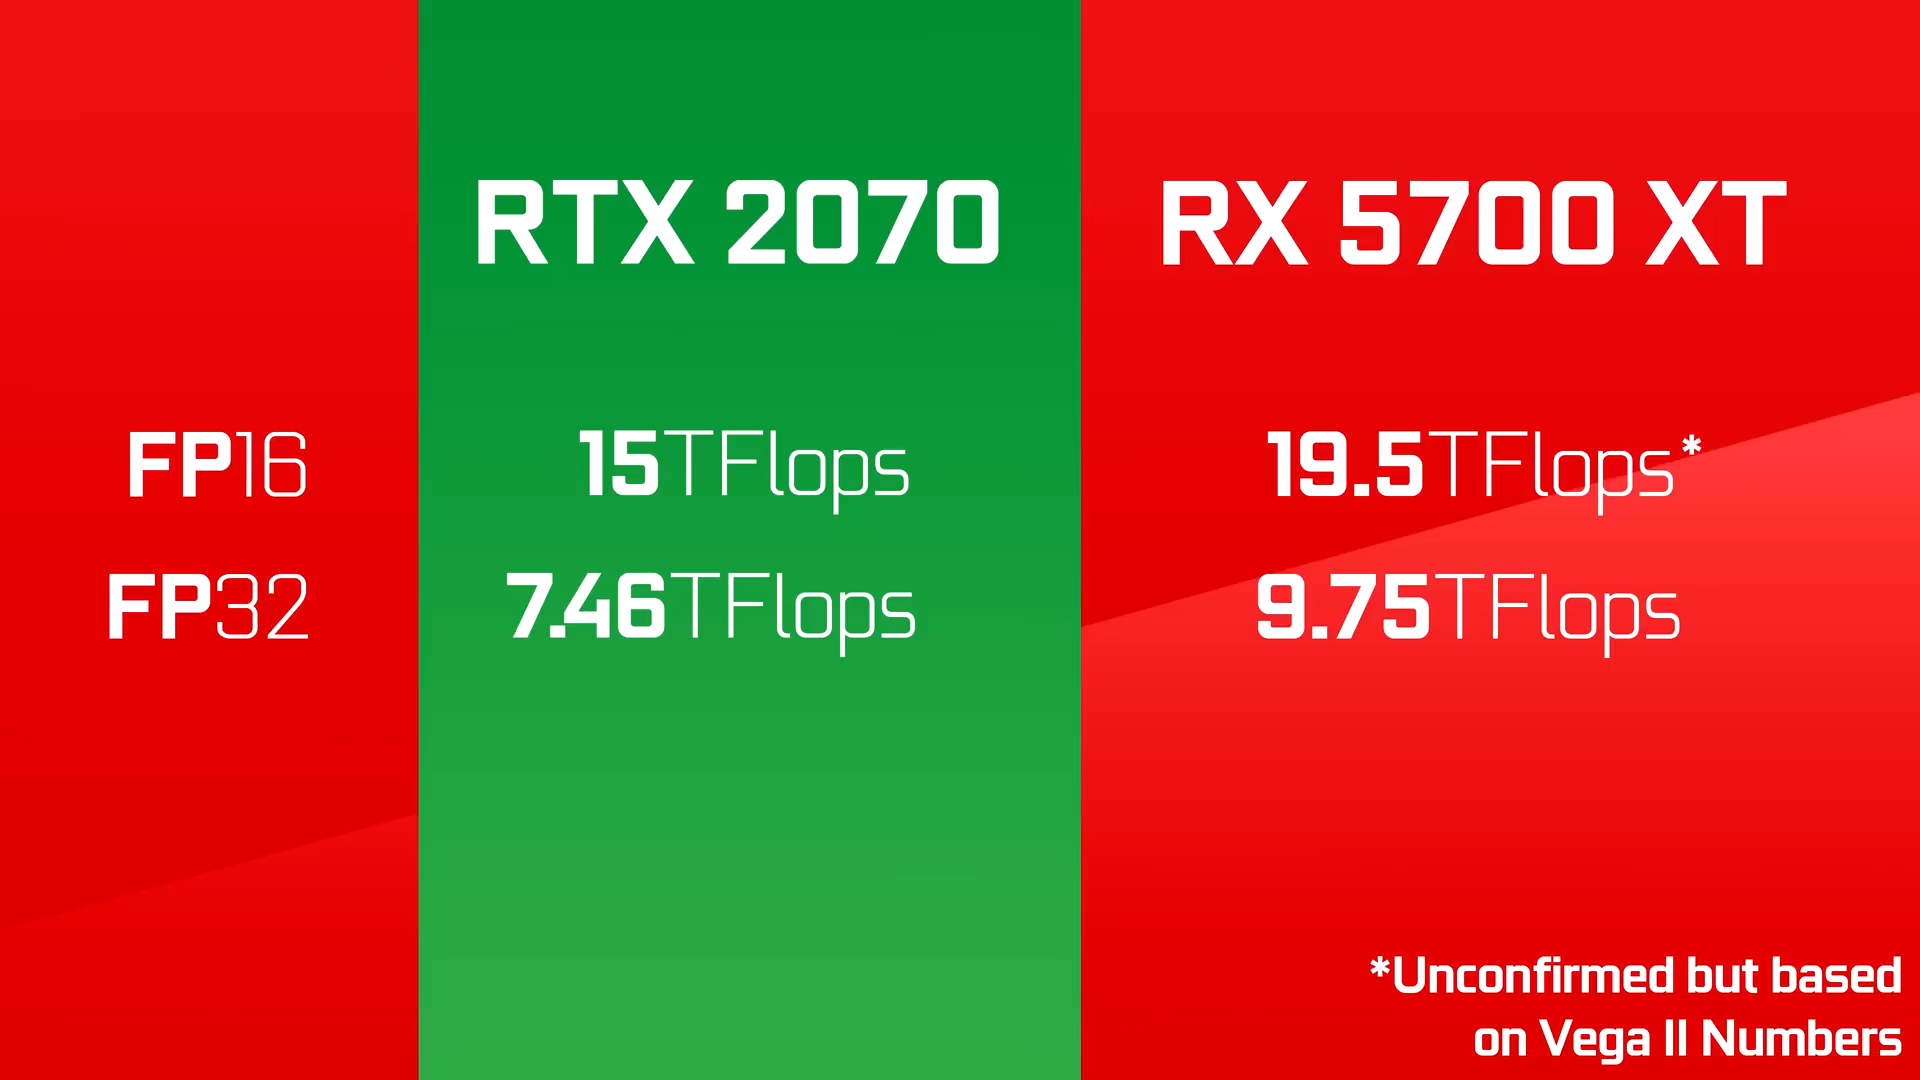 RTX 2070 RX 5700 XT
FP16 15TFlops 19.5TFlops*
FP32 7.46TFlops 9.75TFlops
*Unconfirmed but based
on Vega II Numbers